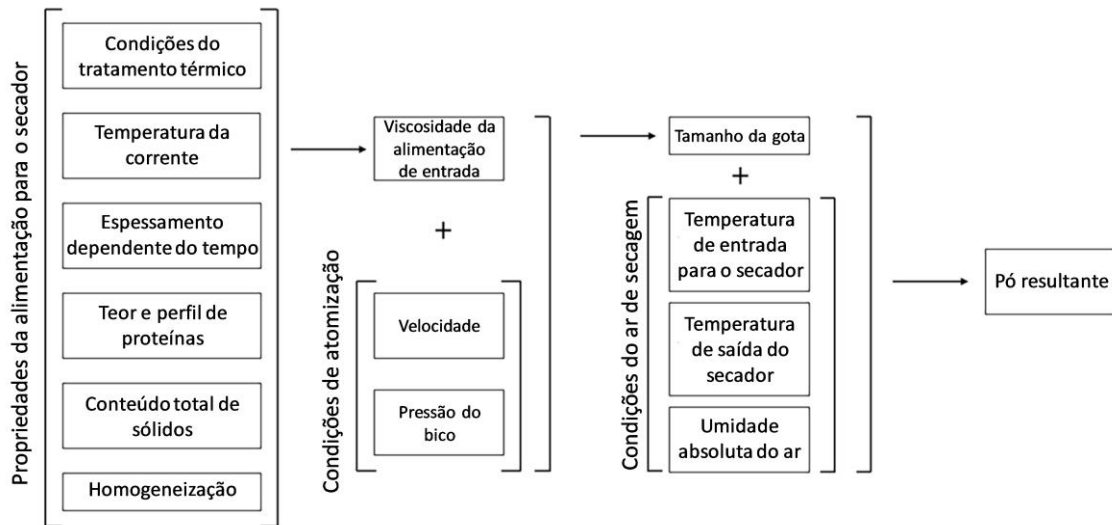 Propriedades da alimentação para o secador
Condições do
tratamento térmico
Temperatura da
corrente
Espessamento
dependente do tempo
Teor e perfil de
proteínas
Conteúdo total de
sólidos
Homogeneização
Viscosidade da
alimentação
de entrada
+
Condições de atomização
Velocidade
Pressão do
bico
Tamanho da gota
+
Condições do ar de secagem
Temperatura
de entrada
para o secador
Temperatura
de saída do
secador
Umidade
absoluta do ar
Pó resultante